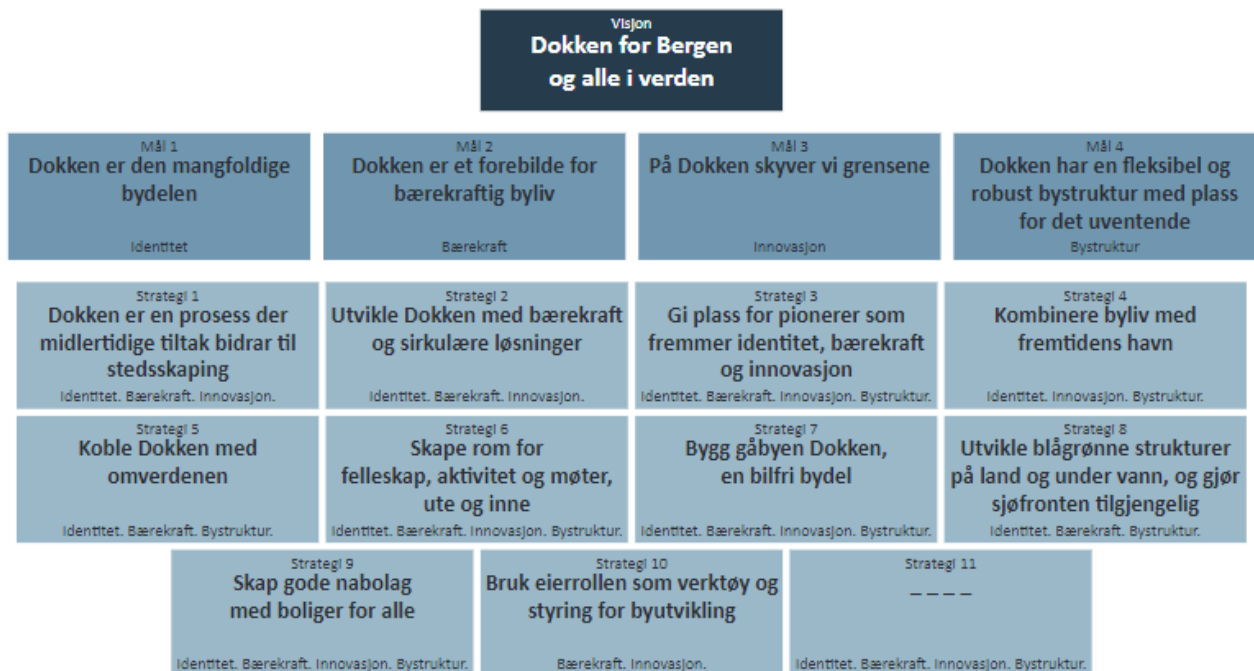 Visjon
Dokken for Bergen
og alle i verden
Mål 1
Dokken er den mangfoldige
bydelen
Identitet
Mål 2
Dokken er et forebilde for
bærekraftig byliv
Bærekraft
Mål 3
På Dokken skyver vi grensene
Innovasjon
Mål 4
Dokken har en fleksibel og
robust bystruktur med plass
for det uventende
Bystruktur
Strategi 1
Dokken er en prosess der
midlertidige tiltak bidrar til
stedsskaping
Identitet. Bærekraft. Innovasjon.
Strategi 2
Utvikle Dokken med bærekraft
og sirkulære løsninger
Identitet. Bærekraft. Innovasjon.
Strategi 3
Gi plass for pionerer som
fremmer identitet, bærekraft
og innovasjon
Identitet. Bærekraft. Innovasjon. Bystruktur.
Strategi 4
Kombinere byliv med
fremtidens havn
Identitet. Innovasjon. Bystruktur.
Strategi 5
Koble Dokken med
omverdenen
Identitet. Bærekraft. Bystruktur.
Strategi 6
Skape rom for
felleskap, aktivitet og møter,
ute og inne
Identitet. Bærekraft. Innovasjon. Bystruktur.
Strategi 7
Bygg gåbyen Dokken,
en bilfri bydel
Identitet. Bærekraft. Innovasjon. Bystruktur.
Strategi 8
Utvikle blågrønne strukturer
på land og under vann, og gjør
sjøfronten tilgjengelig
Identitet. Bærekraft. Bystruktur.
Strategi 9
Skap gode nabolag
med boliger for alle
Identitet. Bærekraft. Innovasjon. Bystruktur.
Strategi 10
Bruk eierrollen som verktøy og
styring for byutvikling
Bærekraft. Innovasjon.
Strategi 11
_ _ _ _
Identitet. Bærekraft. Innovasjon. Bystruktur.